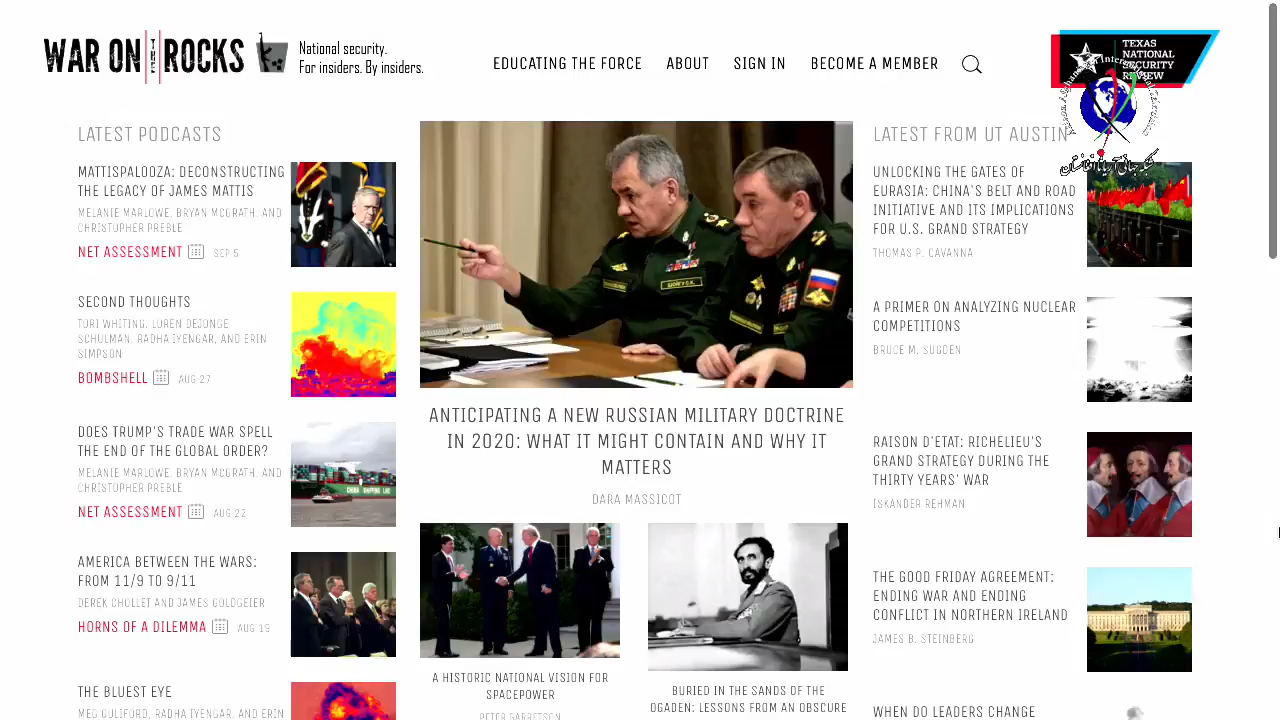 WAR ON THE ROCKS
National security.
For insiders. By insiders.
EDUCATING THE FORCE
ABOUT
SIGN IN
BECOME A MEMBER
TEXAS
NATIONAL
SECURITY
REVIEW
LATEST PODCASTS
MATTISPALOOZA: DECONSTRUCTING
THE LEGACY OF JAMES MATTIS
MELANIE MARLOWE, BRYAN MCGRATH, AND
CHRISTOPHER PREBLE
NET ASSESSMENT SEP 5
SECOND THOUGHTS
TORI WHITING, LOREN DEJONGE
SCHULMAN, RADHA IYENGAR, AND ERIN
SIMPSON
BOMBSHELL AUG 27
DOES TRUMP'S TRADE WAR SPELL
THE END OF THE GLOBAL ORDER?
MELANIE MARLOWE, BRYAN MCGRATH, AND
CHRISTOPHER PREBLE
NET ASSESSMENT AUG 22
AMERICA BETWEEN THE WARS:
FROM 11/9 TO 9/11
DEREK CHOLLET AND JAMES GOLDGEIER
HORNS OF A DILEMMA AUG 19
THE BLUEST EYE
MEG GULIFORD, RADHA IYENGAR, AND ERIN
ANTICIPATING A NEW RUSSIAN MILITARY DOCTRINE
IN 2020: WHAT IT MIGHT CONTAIN AND WHY IT
MATTERS
DARA MASSICOT
A HISTORIC NATIONAL VISION FOR
SPACEPOWER
PETER GARRETSON
BURIED IN THE SANDS OF THE
OGADEN: LESSONS FROM AN OBSCURE
LATEST FROM UT AUSTIN
UNLOCKING THE GATES OF
EURASIA: CHINA'S BELT AND ROAD
INITIATIVE AND ITS IMPLICATIONS
FOR U.S. GRAND STRATEGY
THOMAS P. CAVANNA
A PRIMER ON ANALYZING NUCLEAR
COMPETITIONS
BRUCE M. SUGDEN
RAISON D'ETAT: RICHELIEU'S
GRAND STRATEGY DURING THE
THIRTY YEARS' WAR
ISKANDER REHMAN
THE GOOD FRIDAY AGREEMENT:
ENDING WAR AND ENDING
CONFLICT IN NORTHERN IRELAND
JAMES B. STEINBERG
WHEN DO LEADERS CHANGE
CHINA SHIPPING LINE